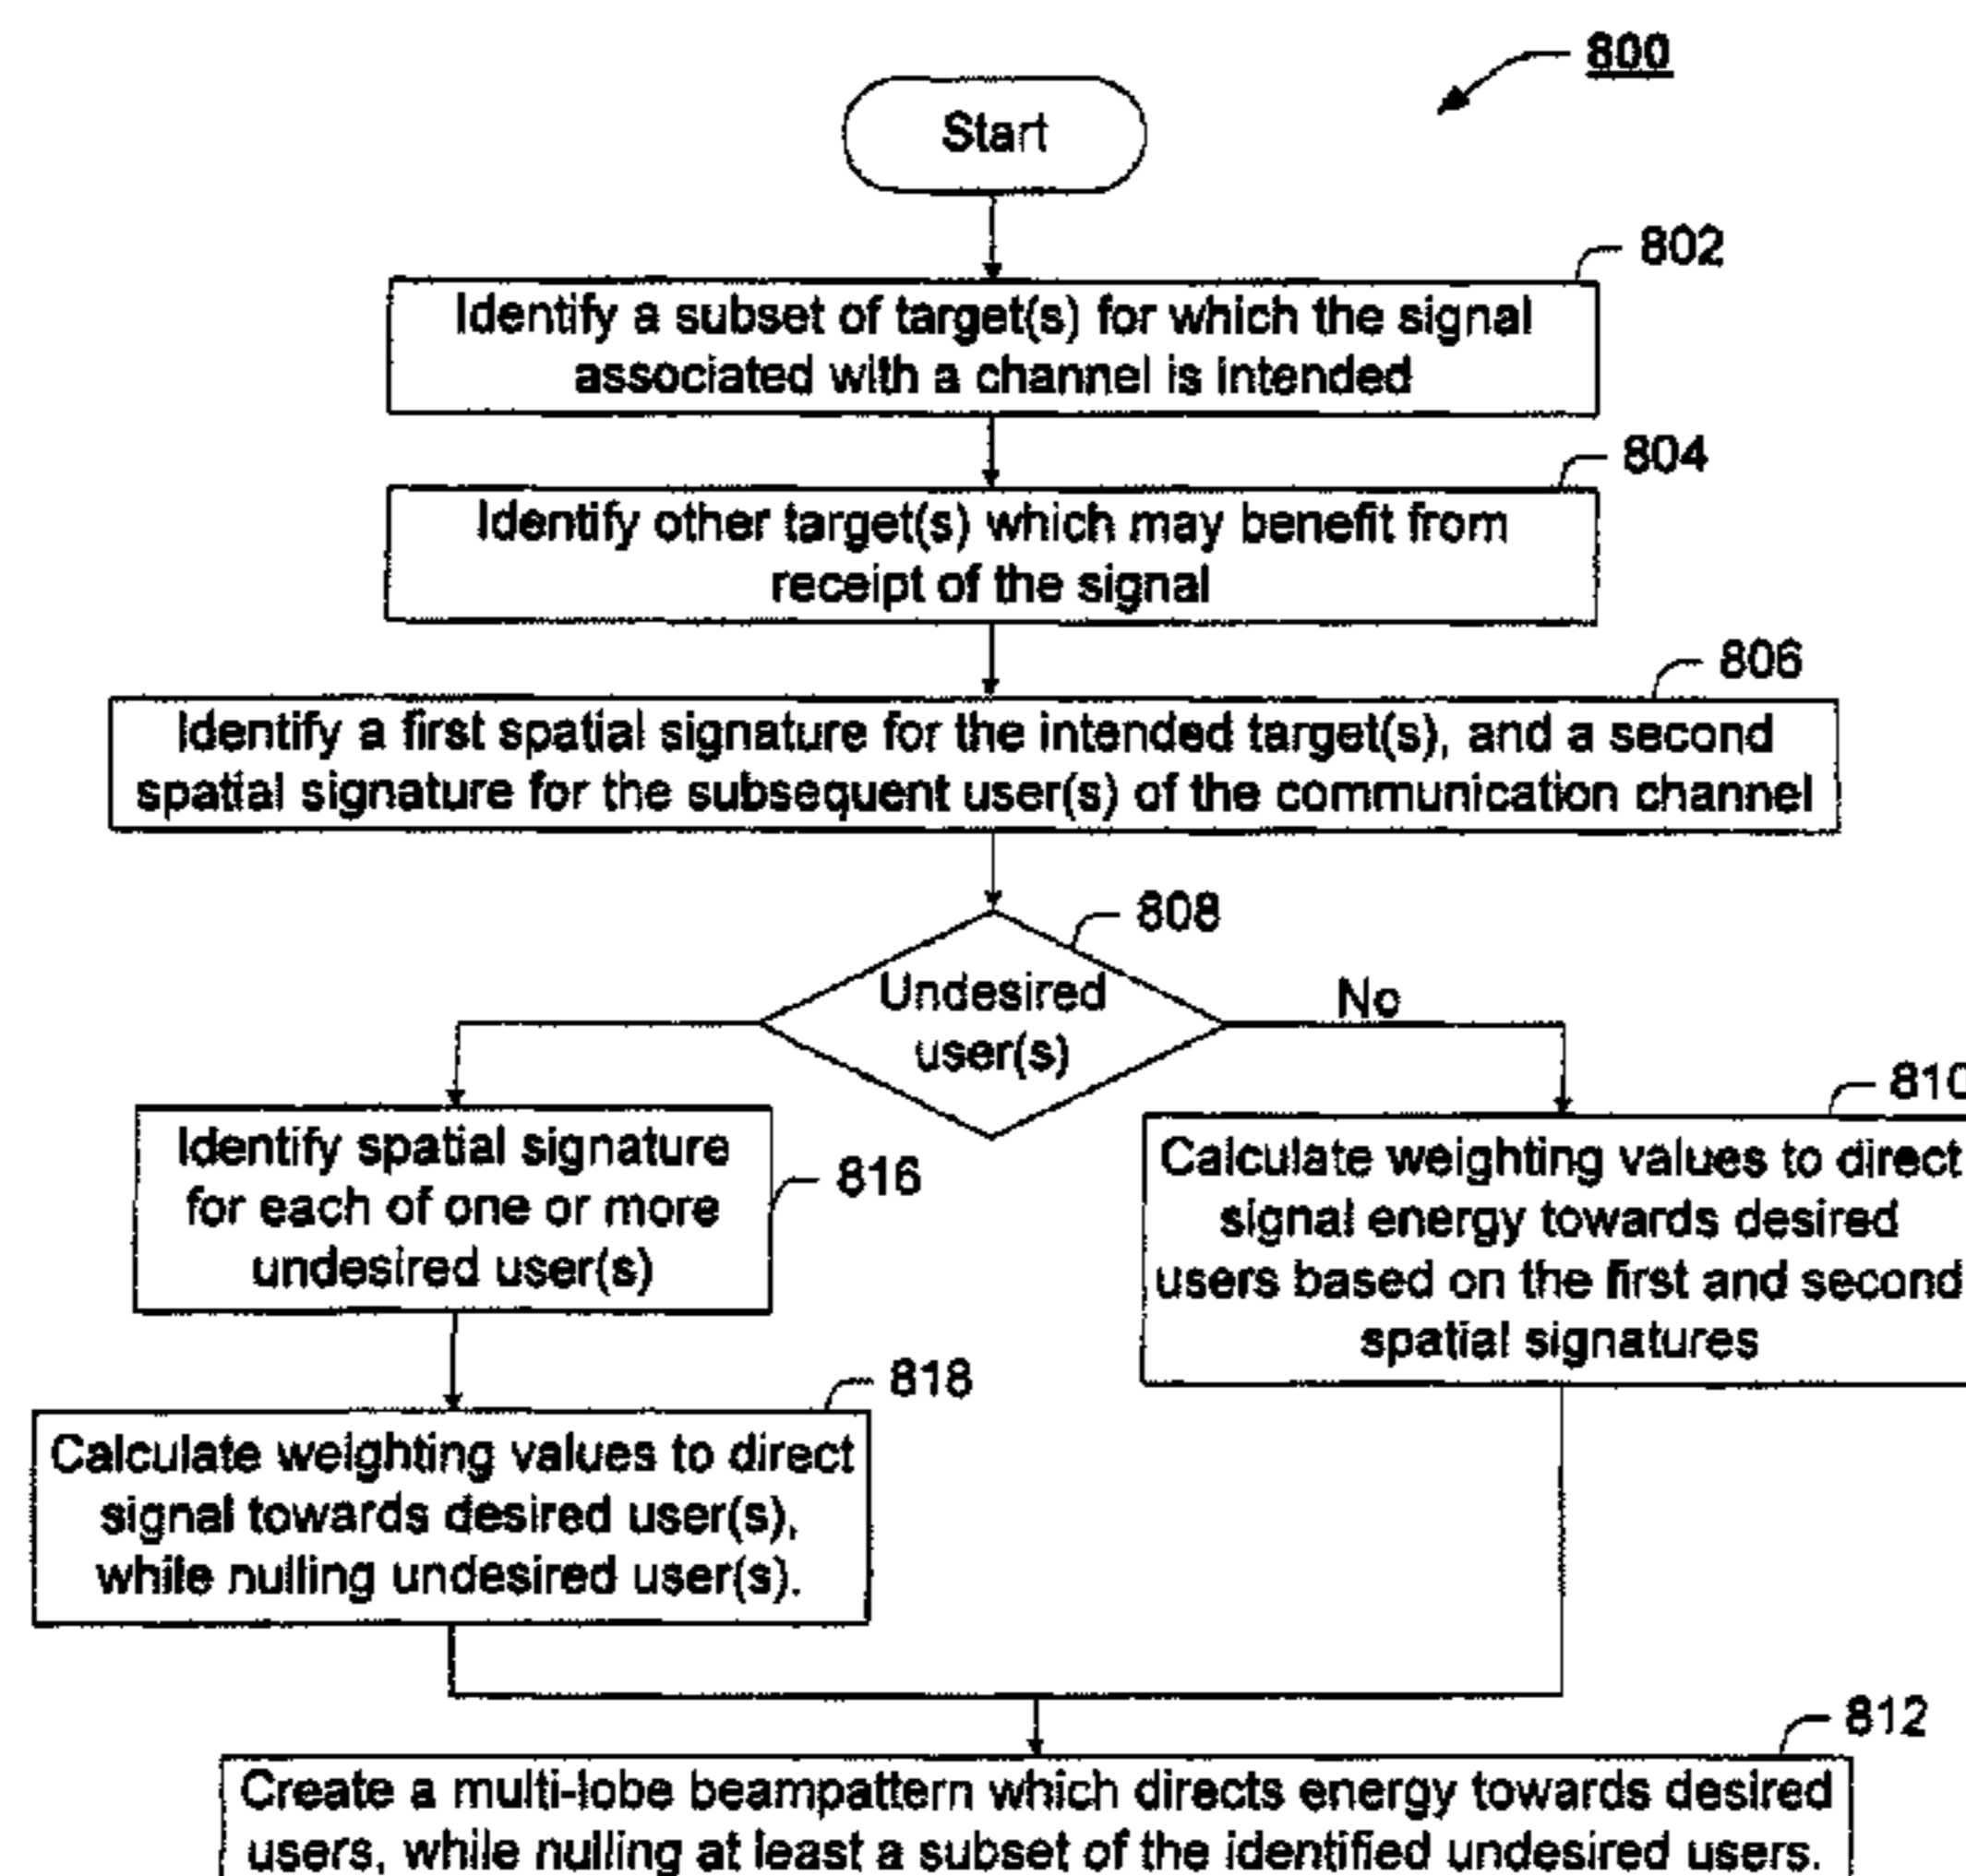 800
Start
802
Identify a subset of target(s) for which the signal
associated with a channel is intended
804
Identify other target(s) which may benefit from
receipt of the signal
806
Identify a first spatial signature for the intended target(s), and a second
spatial signature for the subsequent user(s) of the communication channel
808
Undesired
user(s)
No
810
Calculate weighting values to direct
signal energy towards desired
users based on the first and second
spatial signatures
Identify spatial signature
for each of one or more
undesired user(s)
816
818
Calculate weighting values to direct
signal towards desired user(s),
while nulling undesired user(s).
812
Create a multi-lobe beampattern which directs energy towards desired
users, while nulling at least a subset of the identified undesired users.